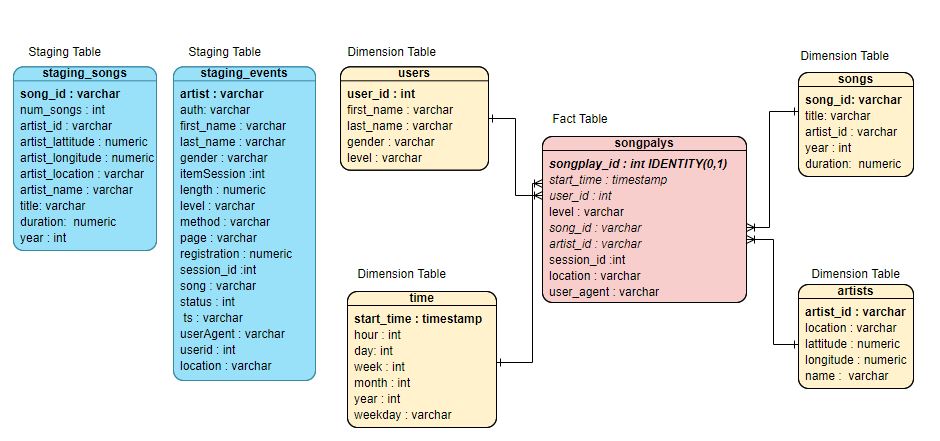 Staging Table
staging_songs
song_id : varchar
num_songs : int
artist_id : varchar
artist_lattitude : numeric
artist_longitude : numeric
artist_location : varchar
artist_name : varchar
title: varchar
duration: numeric
year : int
Staging Table
staging_events
artist : varchar
auth: varchar
first_name : varchar
last_name : varchar
gender : varchar
itemSession :int
length : numeric
level : varchar
method : varchar
page : varchar
registration : numeric
session_id :int
song : varchar
status : int
ts : varchar
userAgent : varchar
userid : int
location : varchar
Dimension Table
users
user_id : int
first_name : varchar
last_name : varchar
gender : varchar
level : varchar
Dimension Table
time
start_time : timestamp
hour : int
day: int
week : int
month : int
year : int
weekday : varchar
Fact Table
songpalys
songplay_id : int IDENTITY(0,1)
start_time : timestamp
user_id : int
level : varchar
song_id : varchar
artist_id : varchar
session_id :int
location : varchar
user_agent : varchar
Dimension Table
songs
song_id: varchar
title: varchar
artist_id : varchar
year : int
duration: numeric
Dimension Table
artists
artist_id : varchar
location : varchar
lattitude : numeric
longitude : numeric
name : varchar